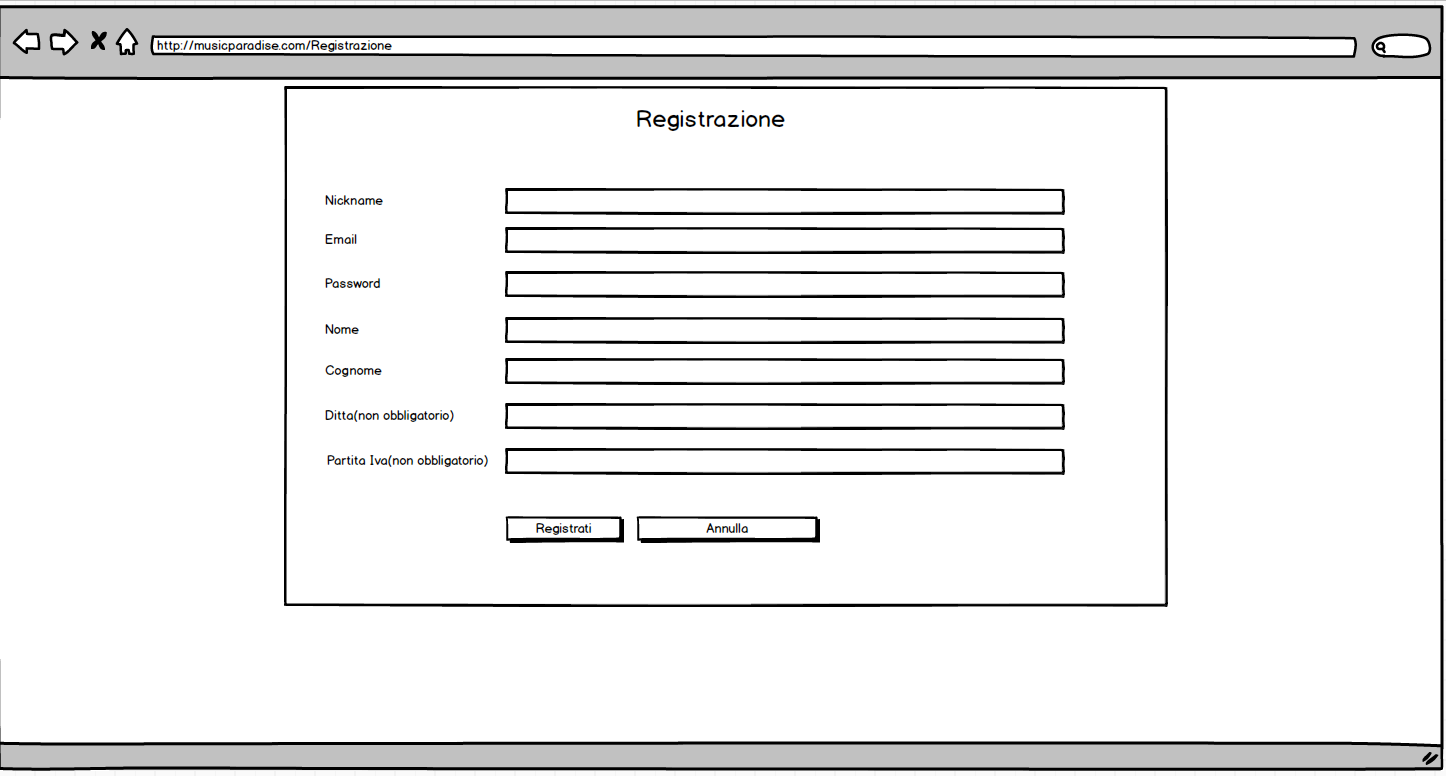 http://musicparadise.com/Registrazione
Registrazione
Nickname
Email
Password
Nome
Cognome
Ditta(non obbligatorio)
Partita Iva(non obbligatorio)
Registrati Annulla